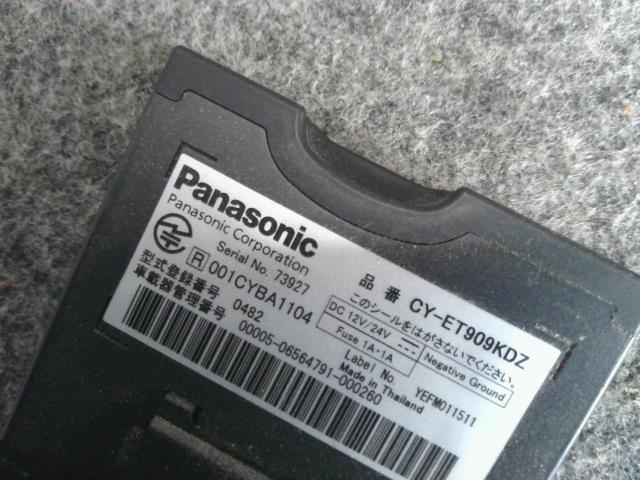 Panasonic
Panasonic Corporation
Serial No. 73927
R 001CYBA1104
型式登録番号 0482
車載器管理番号 00005-06564791-000260
品 番 CY-ET909KDZ
このシールをはがさないでください。
DC 12V/24V Negative Ground
Fuse 1A・1A
Label No. YEFM011511
Made in Thailand